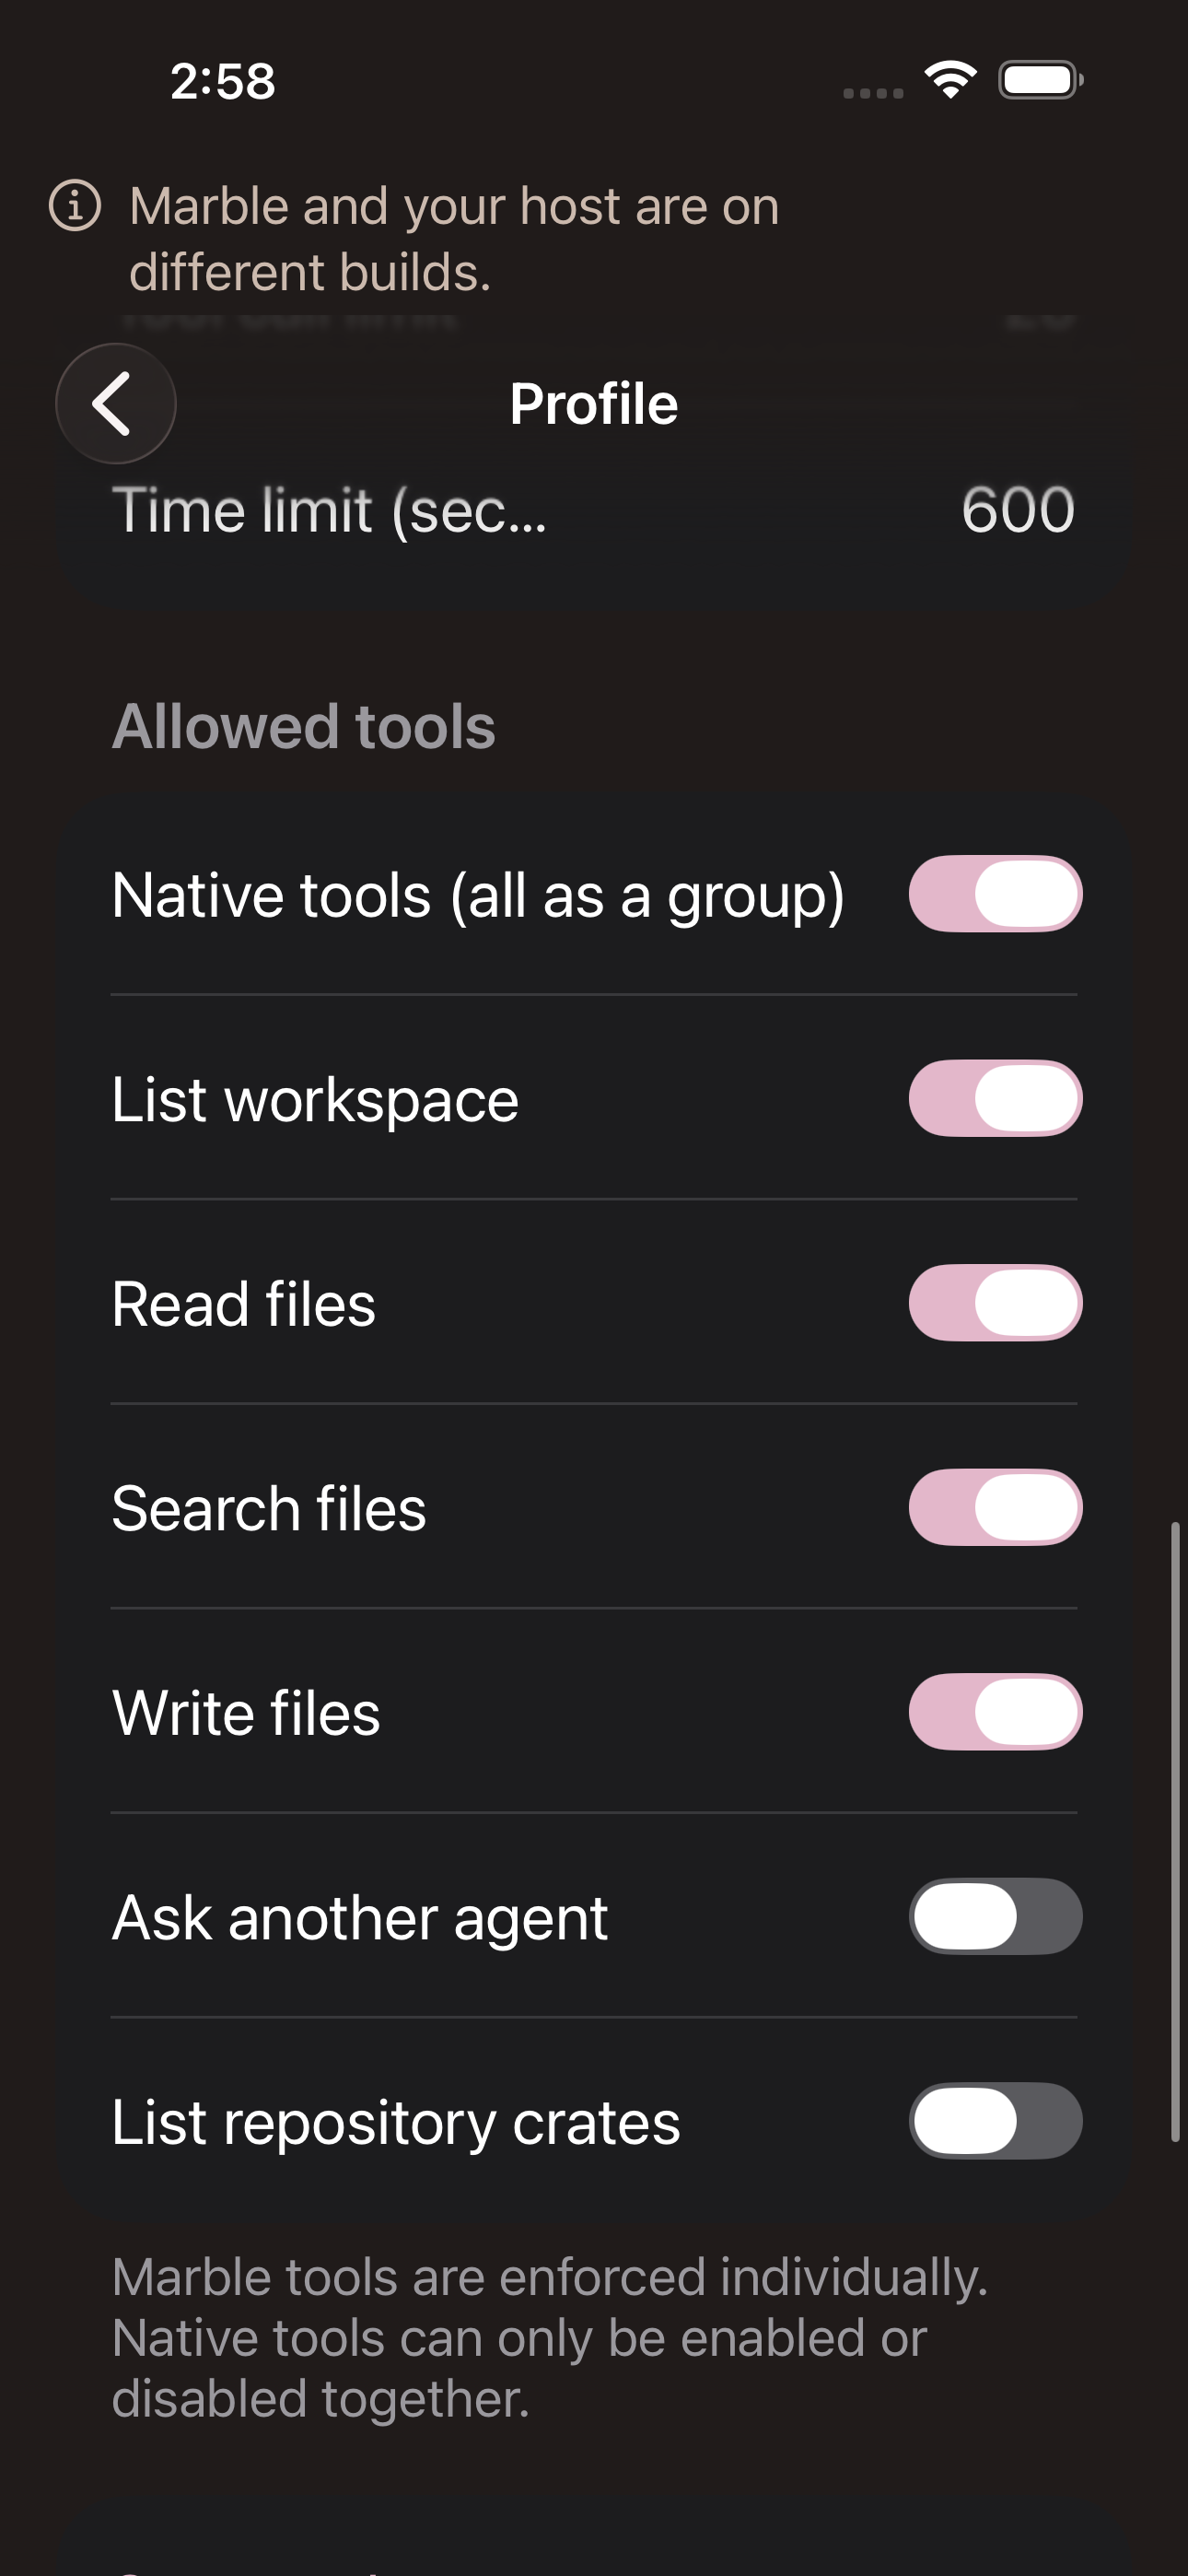 2:58
Marble and your host are on
different builds.
Profile
Time limit (sec...
600
Allowed tools
Native tools (all as a group)
List workspace
Read files
Search files
Write files
Ask another agent
List repository crates
Marble tools are enforced individually.
Native tools can only be enabled or
disabled together.